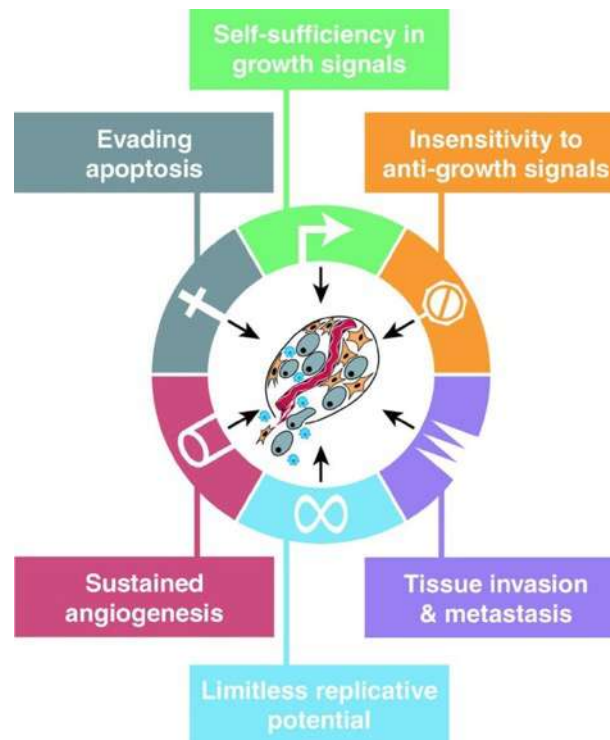 Self-sufficiency in
growth signals
Evading
apoptosis
Insensitivity to
anti-growth signals
Sustained
angiogenesis
Tissue invasion
& metastasis
Limitless replicative
potential